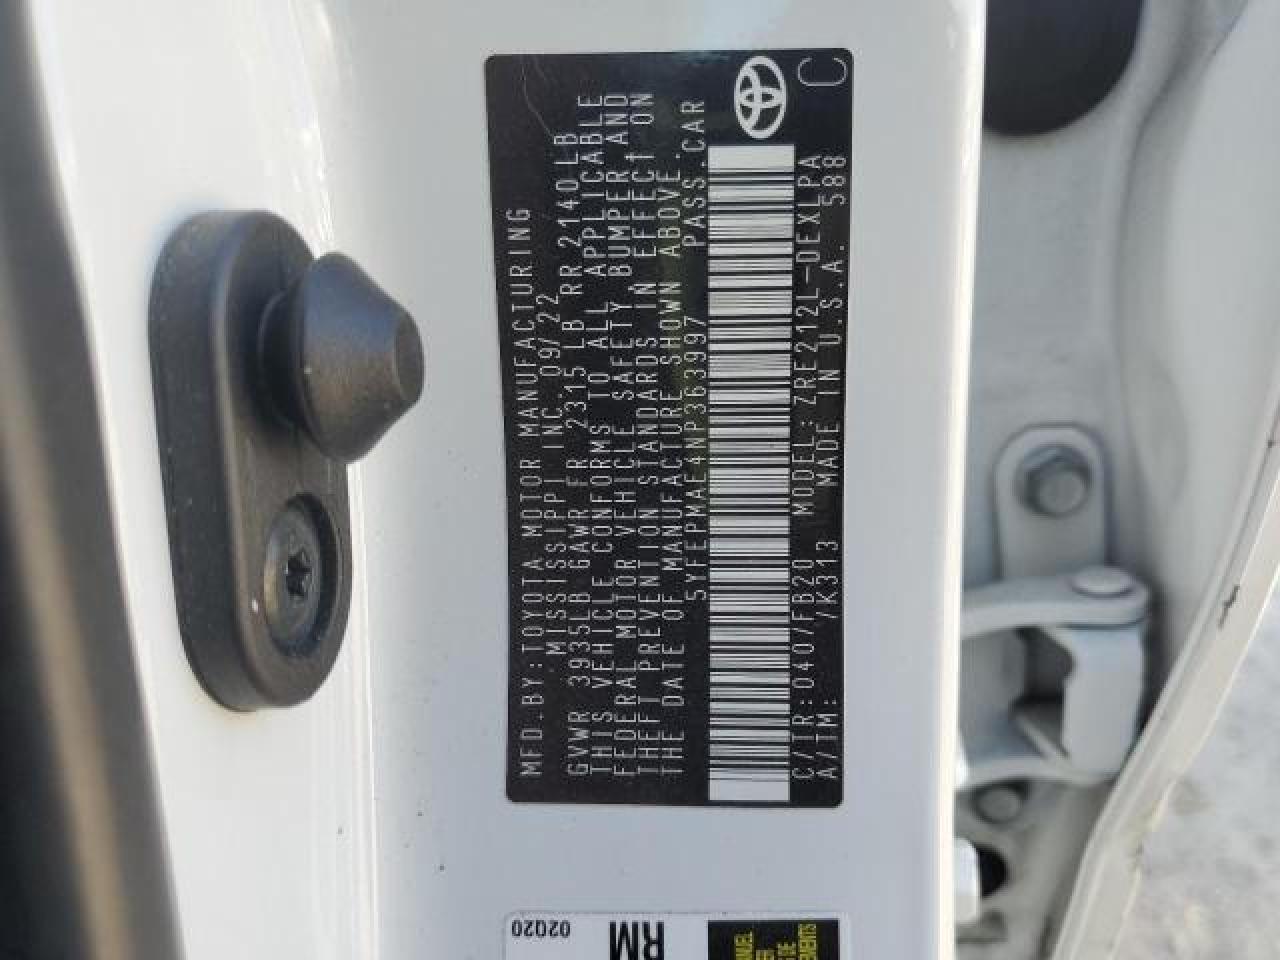 MFD.BY:TOYOTA MOTOR MANUFACTURING
MISSISSIPPI INC. 09/22
GVWR 3935LB GAWR FR 2315 LB RR 2140LB
THIS VEHICLE CONFORMS TO ALL APPLICABLE
FEDERAL MOTOR VEHICLE SAFETY, BUMPER, AND
THEFT PREVENTION STANDARDS IN EFFECT ON
THE DATE OF MANUFACTURE SHOWN ABOVE.
5YFEPMAE4NP363997 PASS.CAR
C/TR:040/FB20 MODEL:ZRE212L-DEXLPA
A/TM: /K313 MADE IN U.S.A. 588
C
02Q20
RM